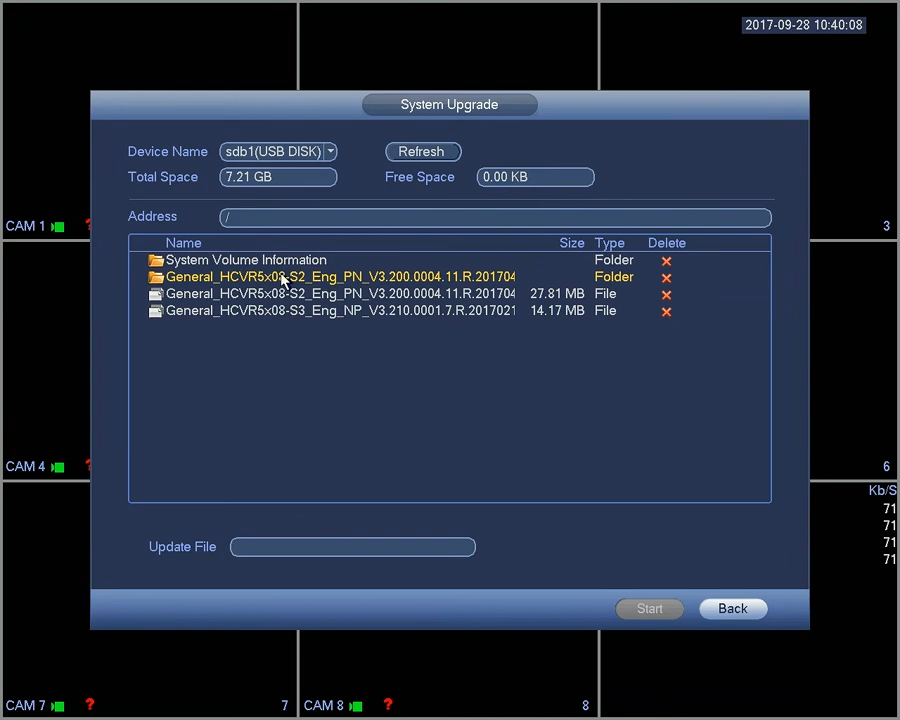 2017-09-28 10:40:08
System Upgrade
Device Name sdb1(USB DISK) Refresh
Total Space 7.21 GB Free Space 0.00 KB
Address /
CAM 1 ? 3
Name Size Type Delete
System Volume Information Folder
General_HCVR5x08-S2_Eng_PN_V3.200.0004.11.R.201704 Folder
General_HCVR5x08-S2_Eng_PN_V3.200.0004.11.R.201704 27.81 MB File
General_HCVR5x08-S3_Eng_NP_V3.210.0001.7.R.2017021 14.17 MB File
CAM 4 ? 6
Kb/S
71
71
71
71
Update File
Start Back
CAM 7 ? 7 CAM 8 ? 8